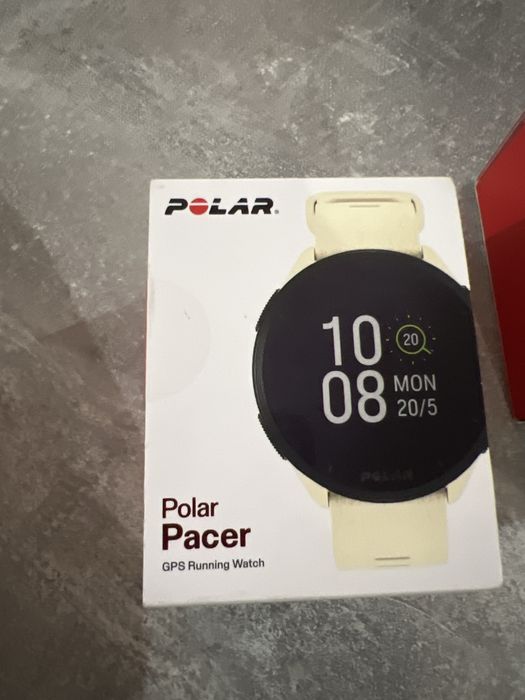 POLAR®
10
20
08
MON
20/5
POLAR
Polar
Pacer
GPS Running Watch